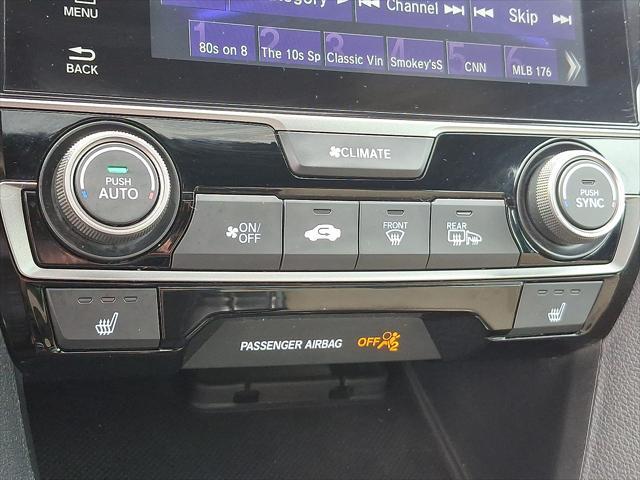 Channel Skip
MENU
BACK
1 2 3 4 5 6
80s on 8 The 10s Sp Classic Vin Smokey'sS CNN MLB 176
CLIMATE
PUSH
AUTO
PUSH
SYNC
ON/
OFF
FRONT
REAR
PASSENGER AIRBAG OFF